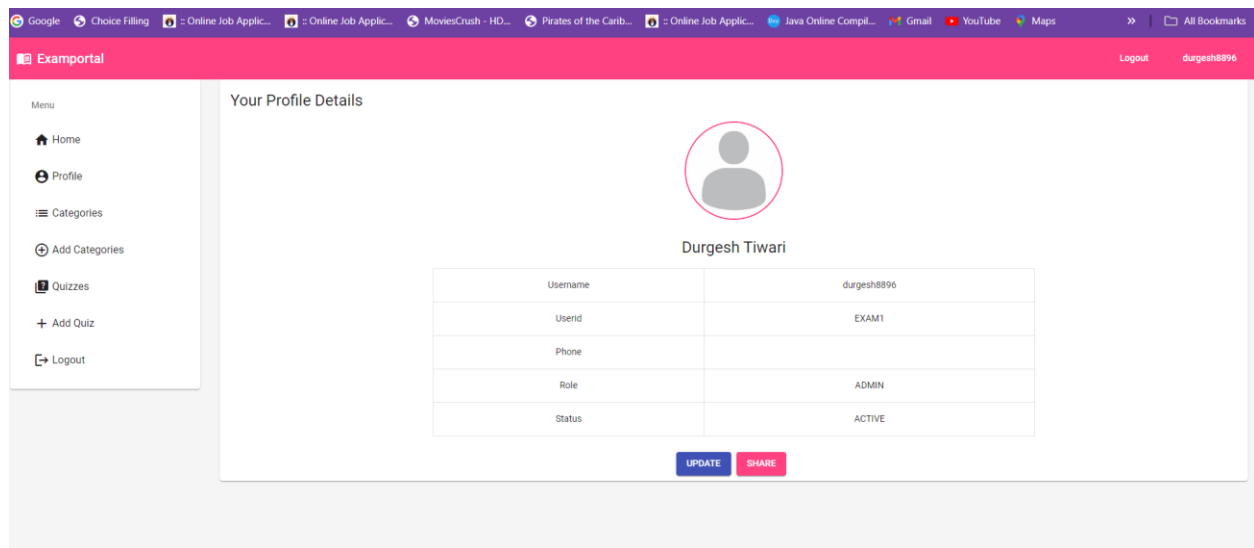 Google Choice Filling :: Online Job Applic... :: Online Job Applic... MoviesCrush - HD... Pirates of the Carib... :: Online Job Applic... Java Online Compil... Gmail YouTube Maps » All Bookmarks
Examportal Logout durgesh8896
Menu
Home
Profile
Categories
Add Categories
Quizzes
Add Quiz
Logout
Your Profile Details
Durgesh Tiwari
Username durgesh8896
Userid EXAM1
Phone
Role ADMIN
Status ACTIVE
UPDATE SHARE